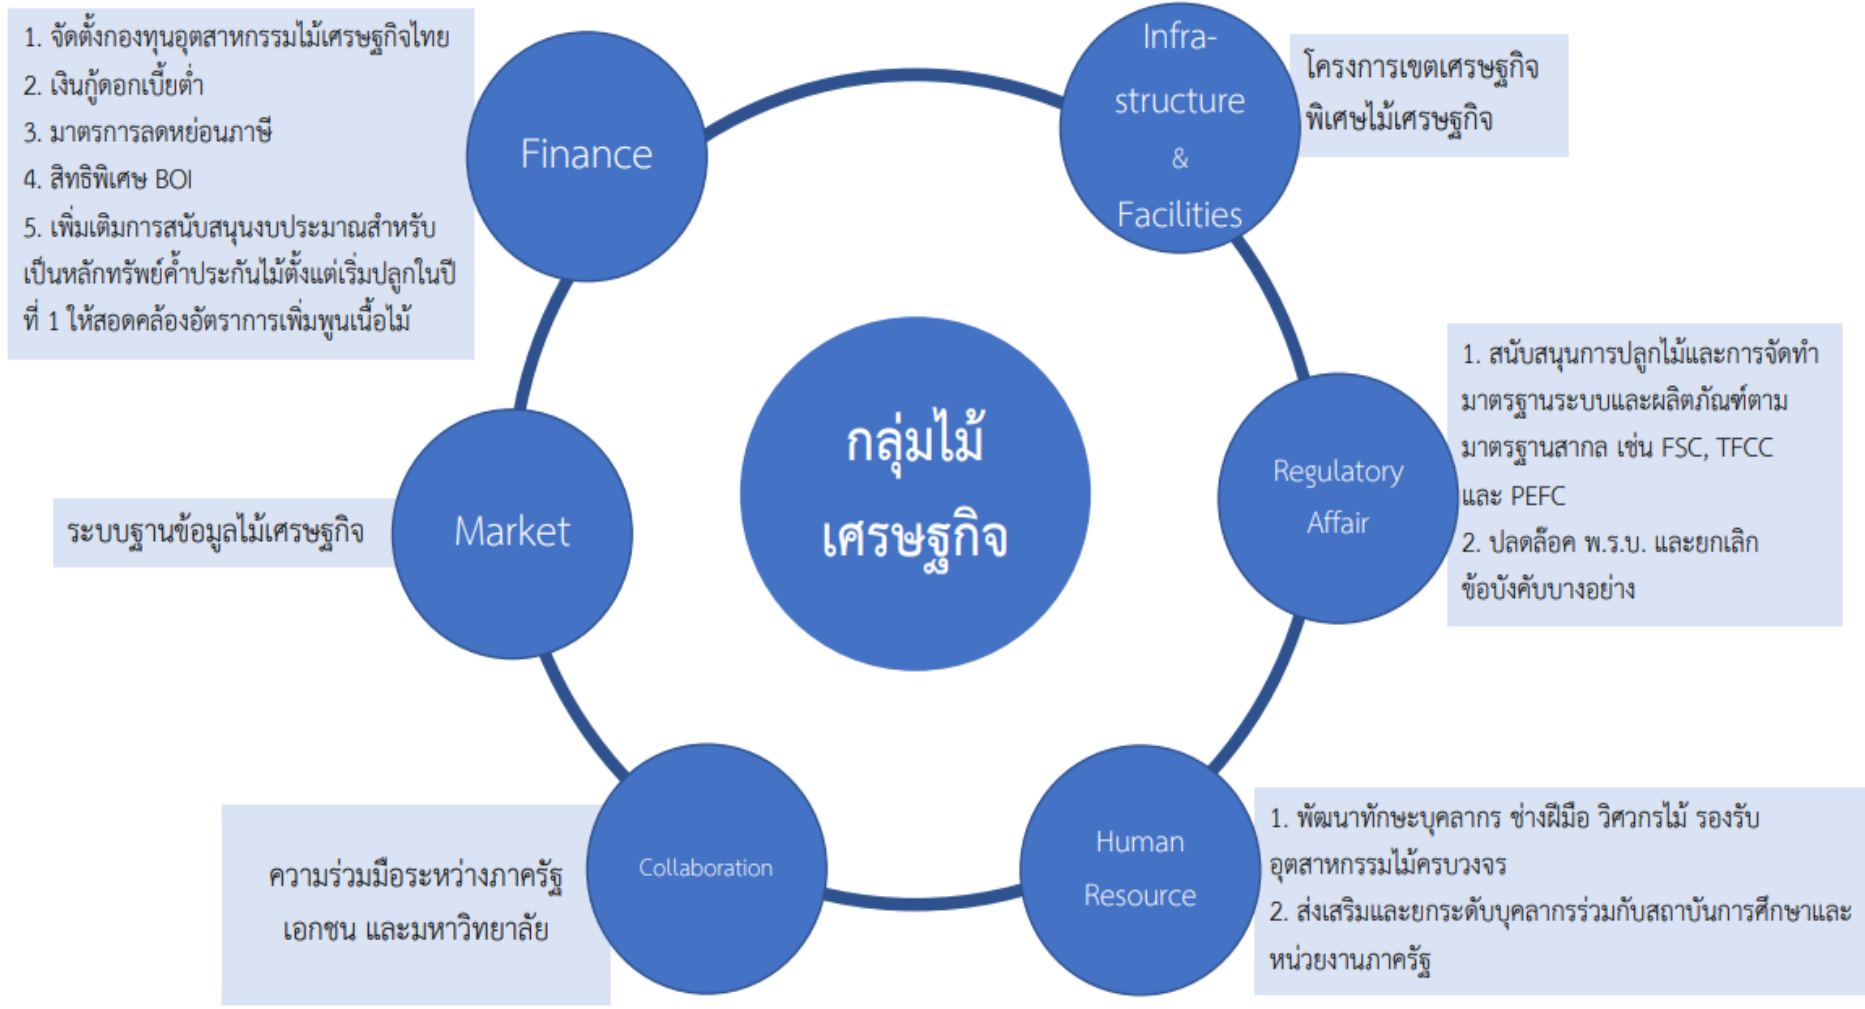 1. จัดตั้งกองทุนอุตสาหกรรมไม้เศรษฐกิจไทย
2. เงินกู้ดอกเบี้ยต่ำ
3. มาตรการลดหย่อนภาษี
4. สิทธิพิเศษ BOI
5. เพิ่มเติมการสนับสนุนงบประมาณสำหรับ
เป็นหลักทรัพย์ค้ำประกันไม้ตั้งแต่เริ่มปลูกในปี
ที่ 1 ให้สอดคล้องอัตราการเพิ่มพูนเนื้อไม้
Finance
Infra-
structure
&
Facilities
โครงการเขตเศรษฐกิจ
พิเศษไม้เศรษฐกิจ
กลุ่มไม้
เศรษฐกิจ
Regulatory
Affair
1. สนับสนุนการปลูกไม้และการจัดทำ
มาตรฐานระบบและผลิตภัณฑ์ตาม
มาตรฐานสากล เช่น FSC, TFCC
และ PEFC
2. ปลดล๊อค พ.ร.บ. และยกเลิก
ข้อบังคับบางอย่าง
ระบบฐานข้อมูลไม้เศรษฐกิจ
Market
ความร่วมมือระหว่างภาครัฐ
เอกชน และมหาวิทยาลัย
Collaboration
Human
Resource
1. พัฒนาทักษะบุคลากร ช่างฝีมือ วิศวกรไม้ รองรับ
อุตสาหกรรมไม้ครบวงจร
2. ส่งเสริมและยกระดับบุคลากรร่วมกับสถาบันการศึกษาและ
หน่วยงานภาครัฐ